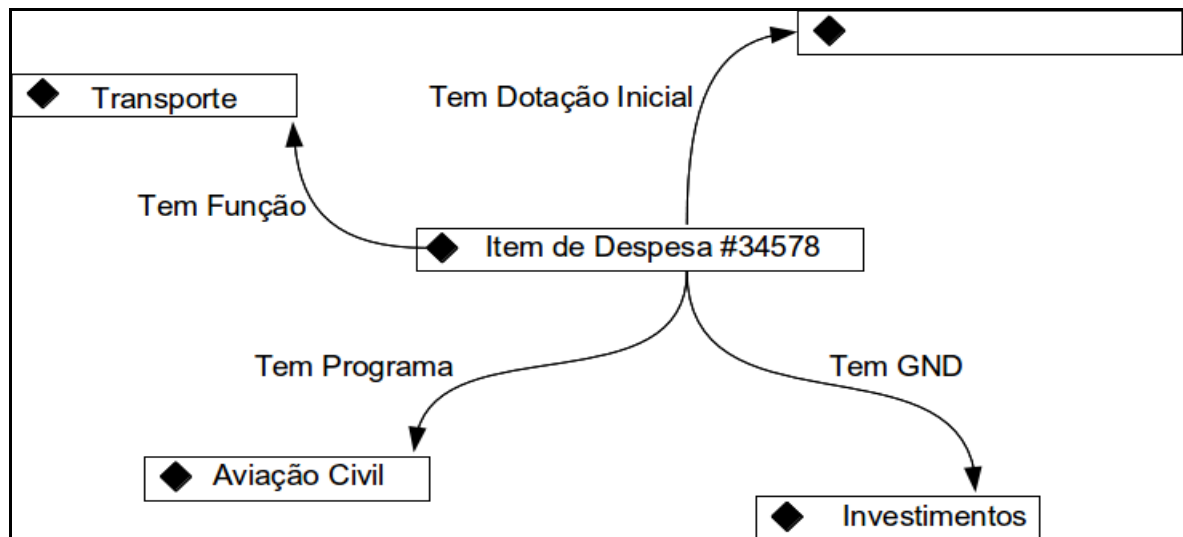 Transporte
Tem Dotação Inicial
Tem Função
Item de Despesa #34578
Tem Programa
Tem GND
Aviação Civil
Investimentos